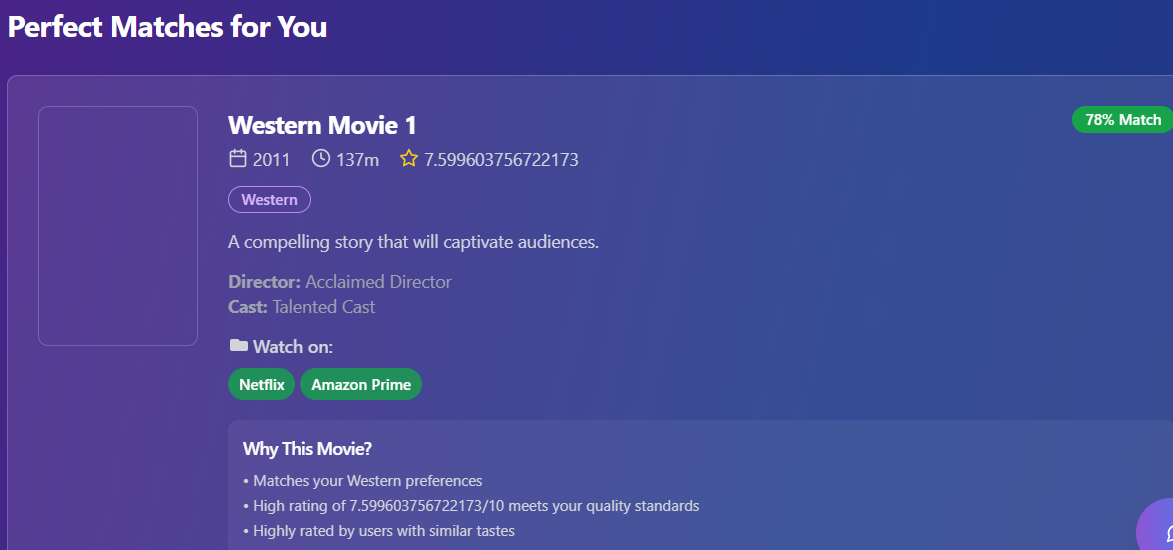 Perfect Matches for You
Western Movie 1
78% Match
2011 137m 7.599603756722173
Western
A compelling story that will captivate audiences.
Director: Acclaimed Director
Cast: Talented Cast
Watch on:
Netflix Amazon Prime
Why This Movie?
• Matches your Western preferences
• High rating of 7.599603756722173/10 meets your quality standards
• Highly rated by users with similar tastes